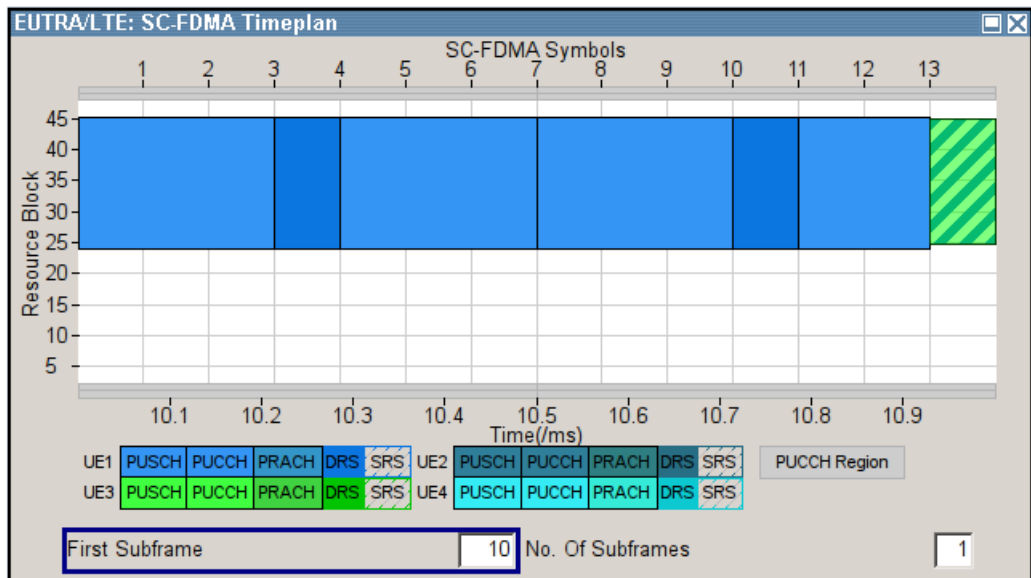 EUTRA/LTE: SC-FDMA Timeplan
SC-FDMA Symbols
1 2 3 4 5 6 7 8 9 10 11 12 13
Resource Block
45
40
35
30
25
20
15
10
5
10.1 10.2 10.3 10.4 10.5 10.6 10.7 10.8 10.9
Time(/ms)
UE1 PUSCH PUCCH PRACH DRS SRS UE2 PUSCH PUCCH PRACH DRS SRS PUCCH Region
UE3 PUSCH PUCCH PRACH DRS SRS UE4 PUSCH PUCCH PRACH DRS SRS
First Subframe 10 No. Of Subframes 1